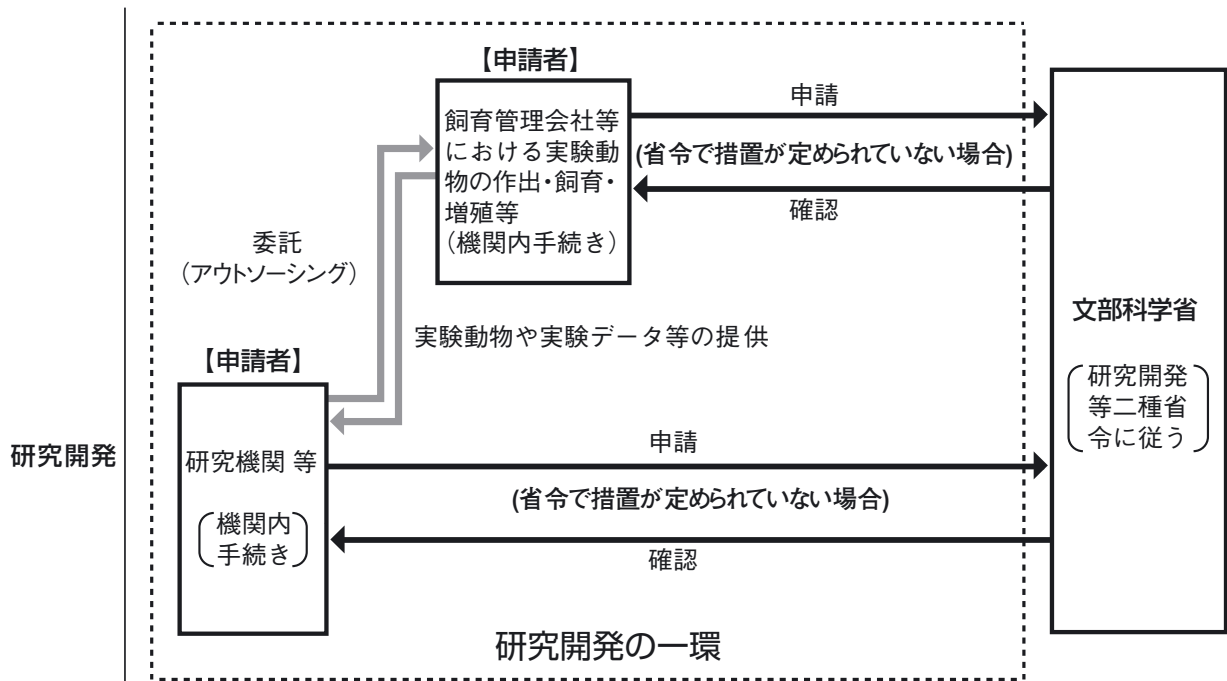 【申請者】
飼育管理会社等
における実験動
物の作出・飼育・
増殖等
（機関内手続き）
申請
(省令で措置が定められていない場合)
確認
委託
（アウトソーシング）
実験動物や実験データ等の提供
文部科学省
研究開発
等二種省
令に従う
【申請者】
研究機関 等
機関内
手続き
研究開発
申請
(省令で措置が定められていない場合)
確認
研究開発の一環